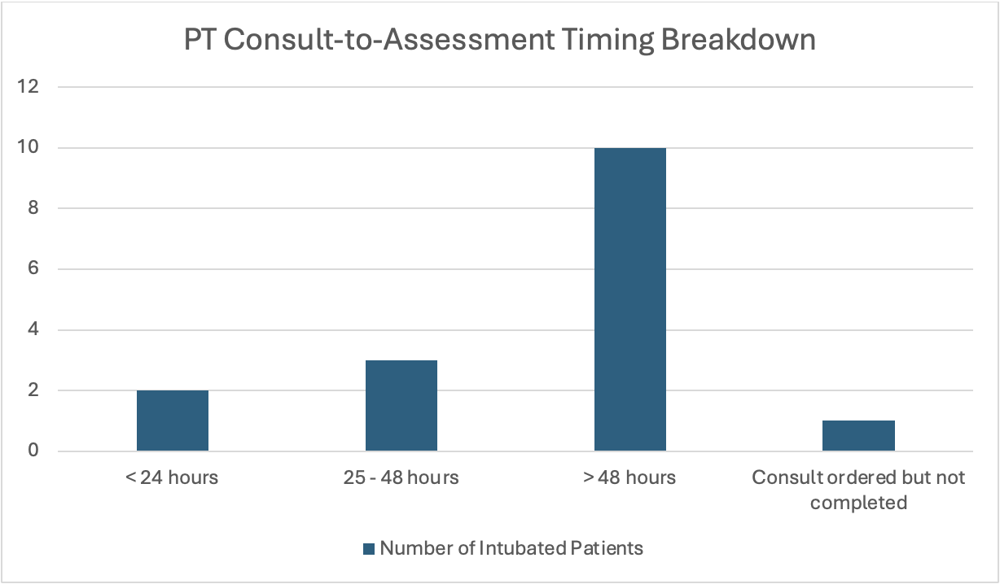 PT Consult-to-Assessment Timing Breakdown
12
10
8
6
4
2
0
< 24 hours
25 - 48 hours
> 48 hours
Consult ordered but not
completed
Number of Intubated Patients